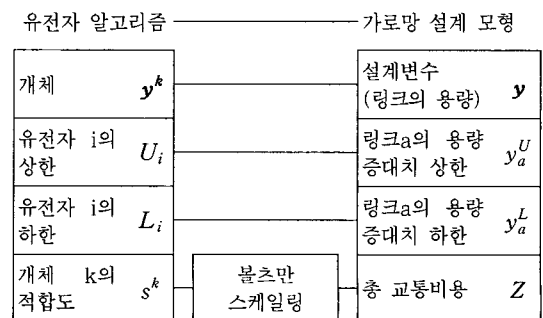 유전자 알고리즘 가로망 설계 모형
개체 y^k
설계변수
(링크의 용량) y
유전자 i의
상한 U_i
링크a의 용량
증대치 상한 y_a^U
유전자 i의
하한 L_i
링크a의 용량
증대치 하한 y_a^L
개체 k의
적합도 s^k
볼츠만
스케일링
총 교통비용 Z